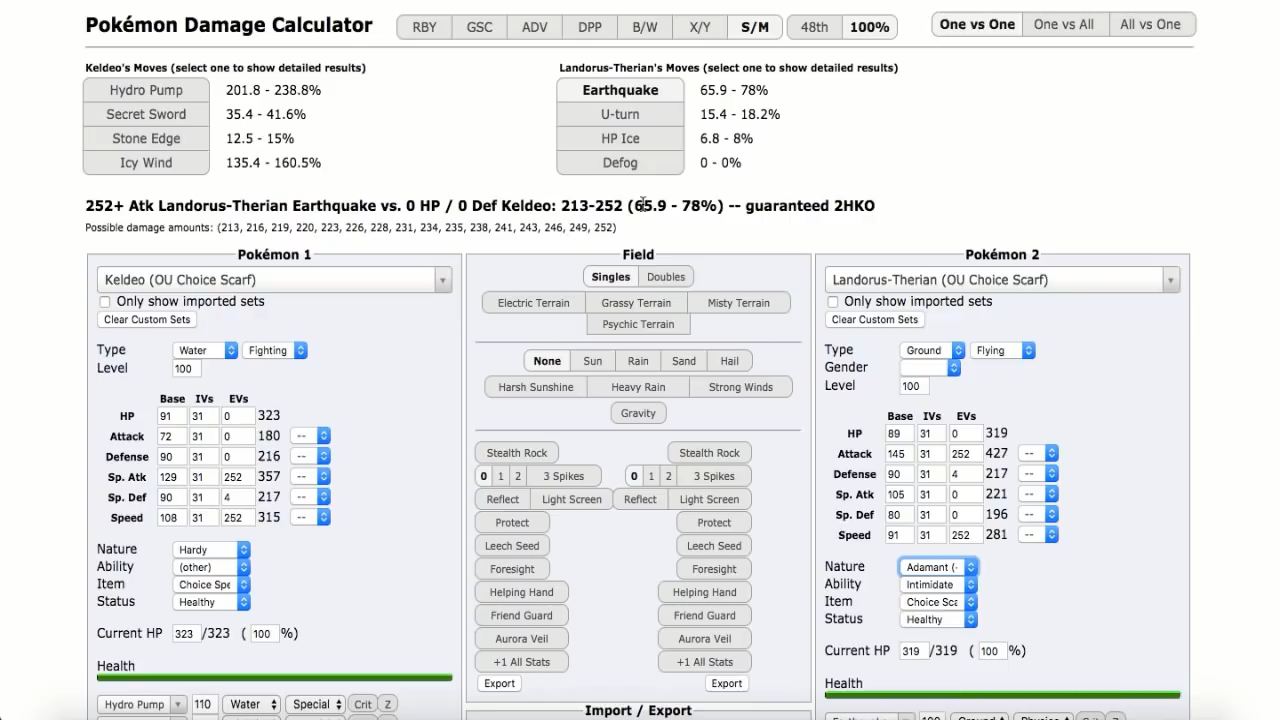 Pokémon Damage Calculator RBY GSC ADV DPP B/W X/Y S/M 48th 100% One vs One One vs All All vs One
Keldeo's Moves (select one to show detailed results) Landorus-Therian's Moves (select one to show detailed results)
Hydro Pump 201.8 - 238.8% Earthquake 65.9 - 78%
Secret Sword 35.4 - 41.6% U-turn 15.4 - 18.2%
Stone Edge 12.5 - 15% HP Ice 6.8 - 8%
Icy Wind 135.4 - 160.5% Defog 0 - 0%
252+ Atk Landorus-Therian Earthquake vs. 0 HP / 0 Def Keldeo: 213-252 (65.9 - 78%) -- guaranteed 2HKO
Possible damage amounts: (213, 216, 219, 220, 223, 226, 228, 231, 234, 235, 238, 241, 243, 246, 249, 252)
Pokémon 1
Keldeo (OU Choice Scarf)
Only show imported sets
Clear Custom Sets
Type Water Fighting
Level 100
Base IVs EVs
HP 91 31 0 323
Attack 72 31 0 180 --
Defense 90 31 0 216 --
Sp. Atk 129 31 252 357 --
Sp. Def 90 31 4 217 --
Speed 108 31 252 315 --
Nature Hardy
Ability (other)
Item Choice Spe
Status Healthy
Current HP 323 /323 ( 100 %)
Health
Hydro Pump 110 Water Special Crit Z
Field
Singles Doubles
Electric Terrain Grassy Terrain Misty Terrain
Psychic Terrain
None Sun Rain Sand Hail
Harsh Sunshine Heavy Rain Strong Winds
Gravity
Stealth Rock Stealth Rock
0 1 2 3 Spikes 0 1 2 3 Spikes
Reflect Light Screen Reflect Light Screen
Protect Protect
Leech Seed Leech Seed
Foresight Foresight
Helping Hand Helping Hand
Friend Guard Friend Guard
Aurora Veil Aurora Veil
+1 All Stats +1 All Stats
Export Export
Import / Export
Pokémon 2
Landorus-Therian (OU Choice Scarf)
Only show imported sets
Clear Custom Sets
Type Ground Flying
Gender
Level 100
Base IVs EVs
HP 89 31 0 319
Attack 145 31 252 427 --
Defense 90 31 4 217 --
Sp. Atk 105 31 0 221 --
Sp. Def 80 31 0 196 --
Speed 91 31 252 281 --
Nature Adamant (-
Ability Intimidate
Item Choice Sca
Status Healthy
Current HP 319 /319 ( 100 %)
Health